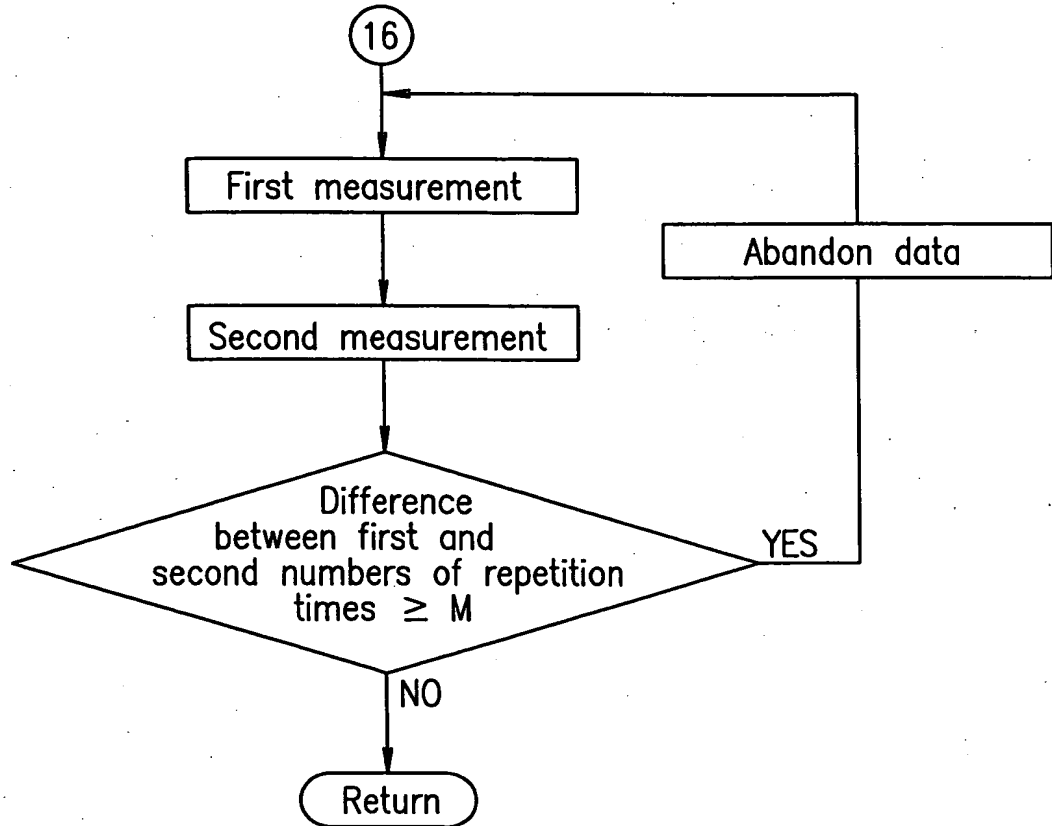 16
First measurement
Abandon data
Second measurement
Difference
between first and
second numbers of repetition
times ≥ M
YES
NO
Return